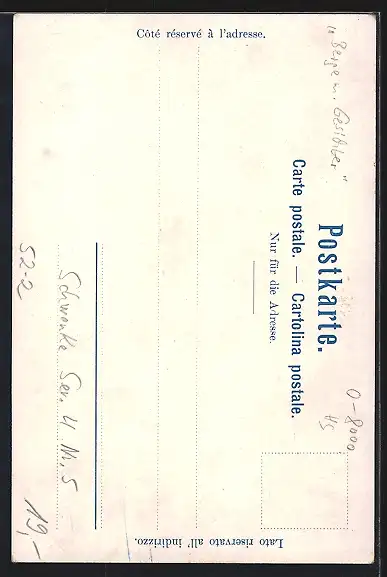 Côté réservé à l'adresse.
"Berge m. Gesichter".
Postkarte.
Carte postale. — Cartolina postale.
Nur für die Adresse.
0-8000
HS
Lato riservato all' indirizzo.
Schwenke Ser. 4 N. 5
52-2
19,-